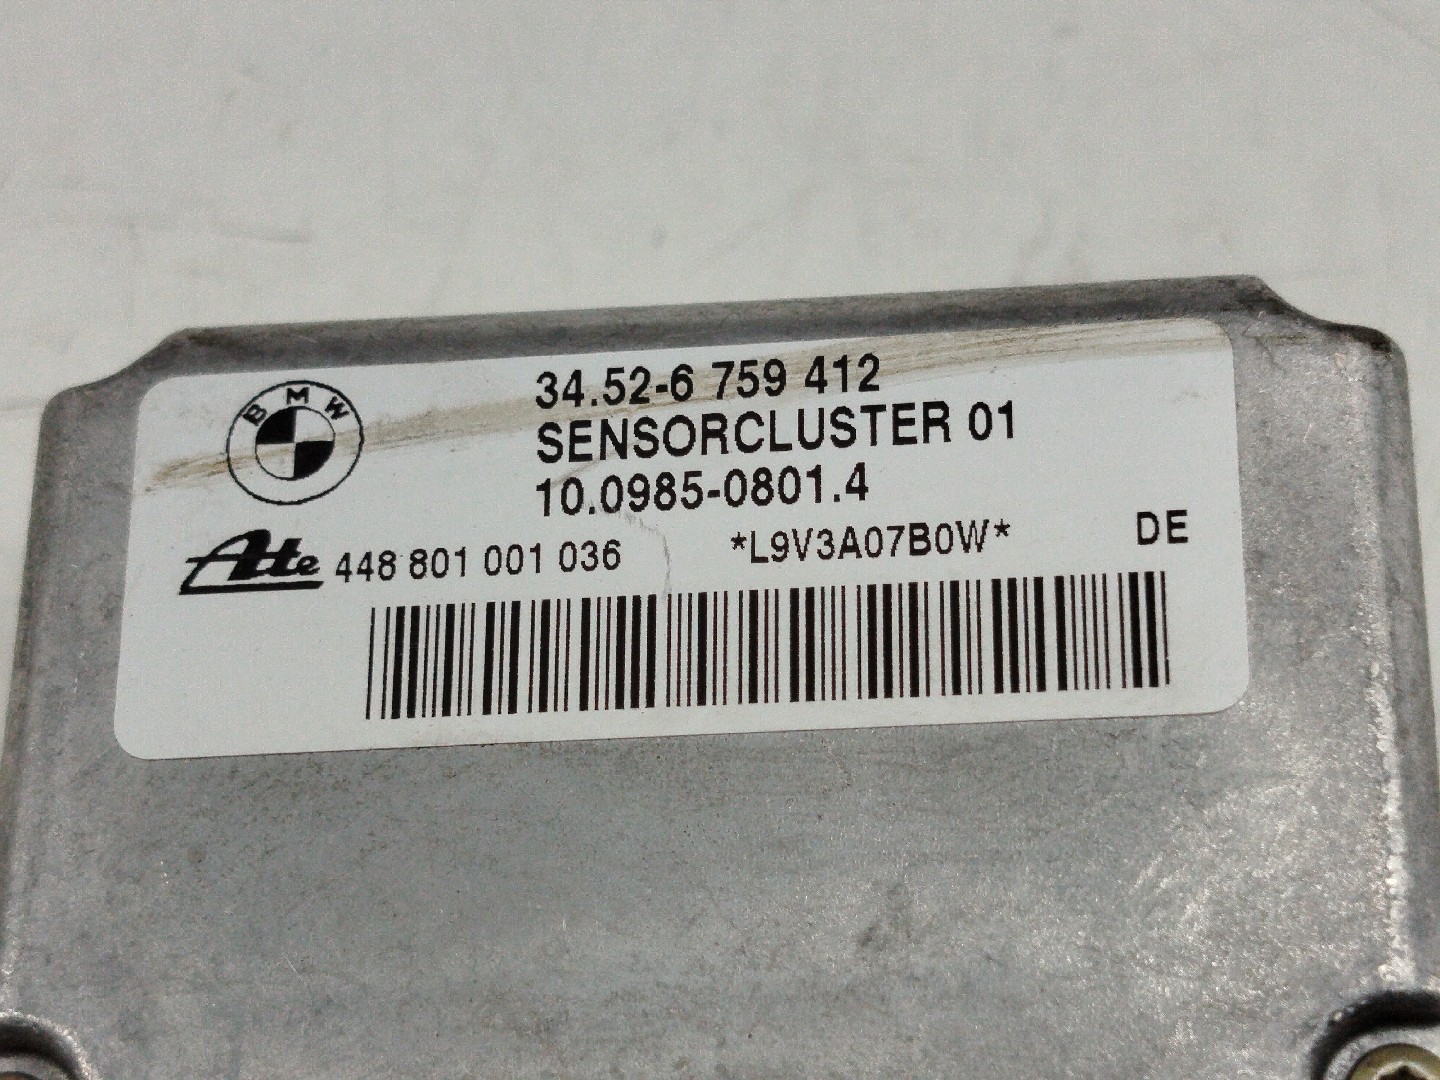 BMW
34.52-6 759 412
SENSORCLUSTER 01
10.0985-0801.4
Ate 448 801 001 036 *L9V3A07B0W* DE